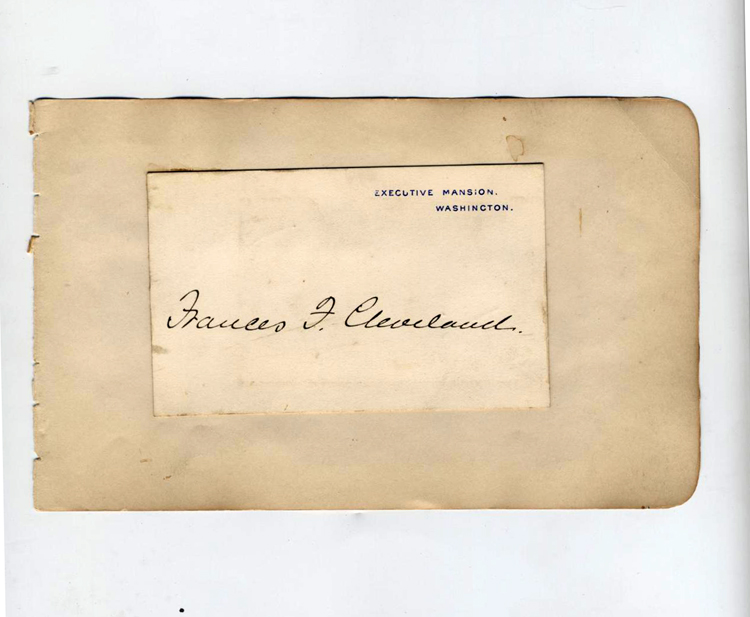 EXECUTIVE MANSION.
WASHINGTON.
Frances F. Cleveland.